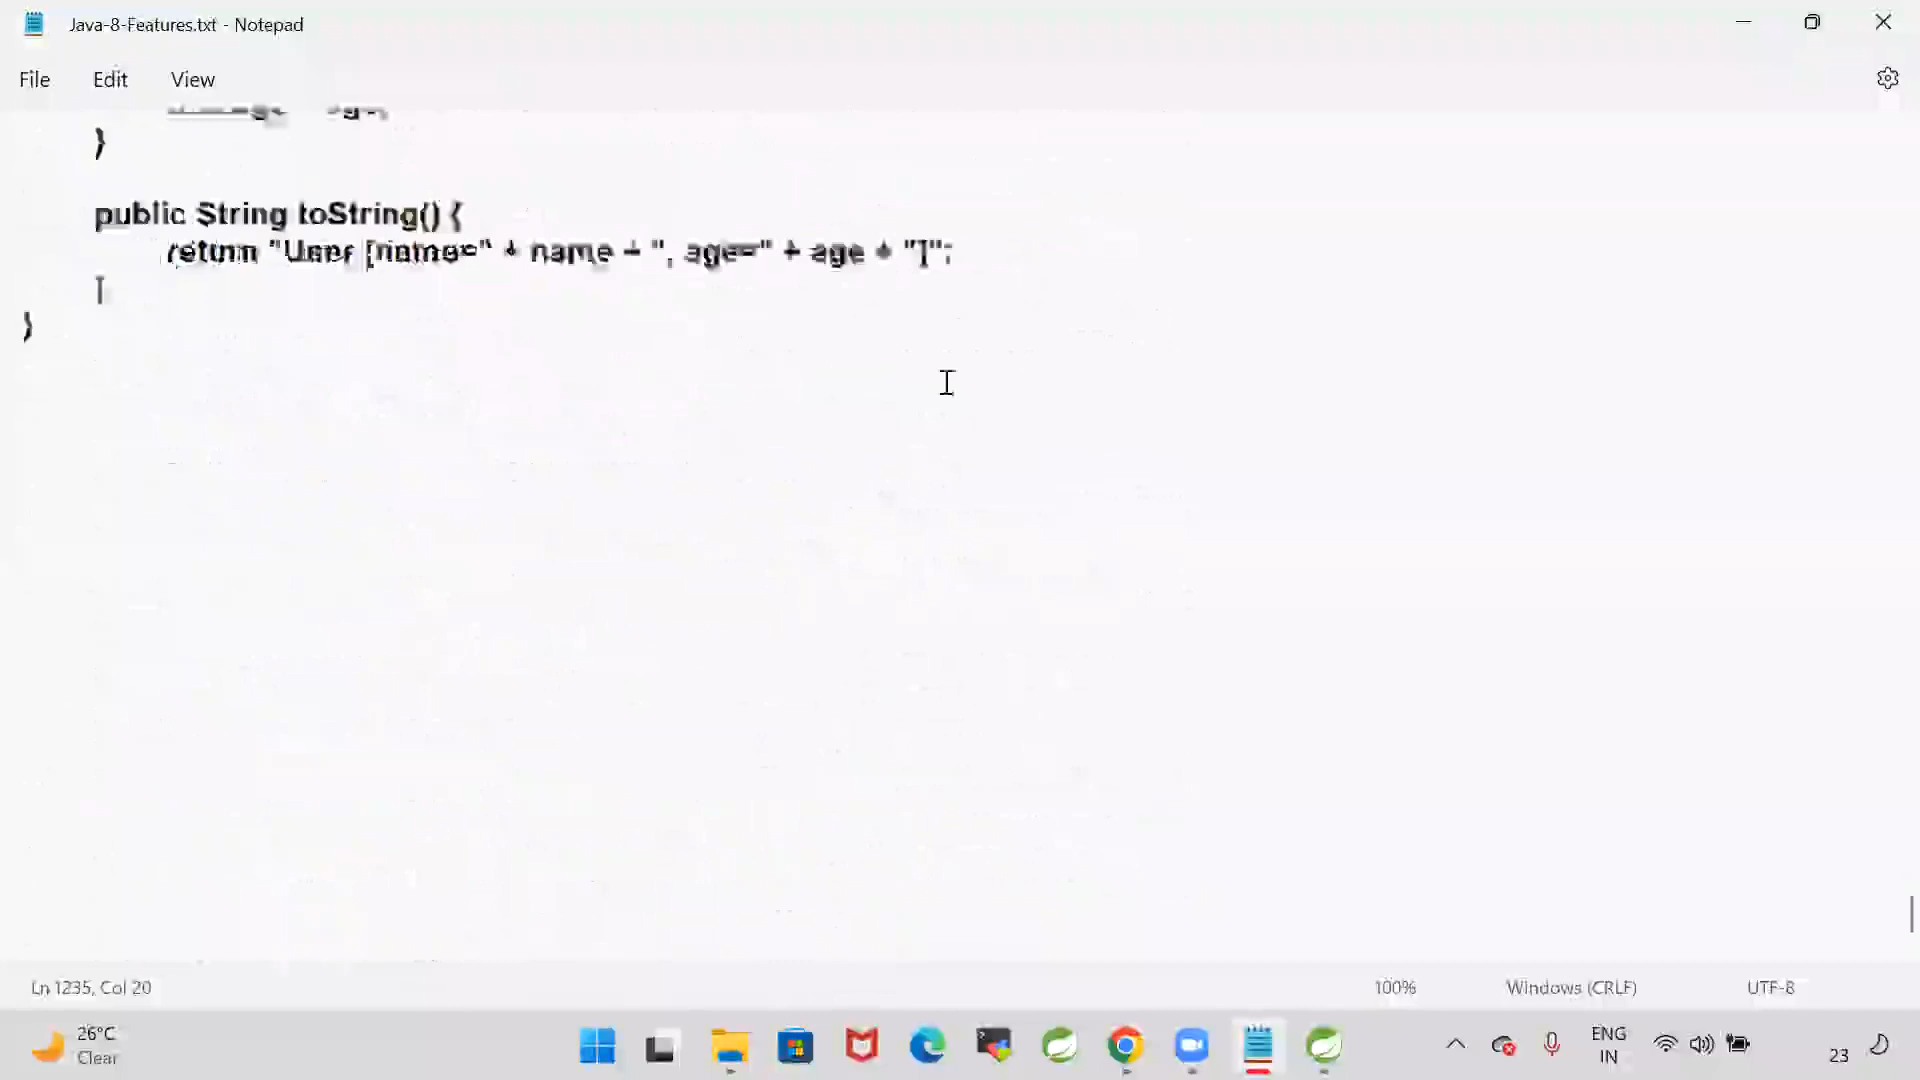 Java-8-Features.txt - Notepad
File Edit View
}
public String toString() {
return "User [name=" + name + ", age=" + age + "]";
}
}
Ln 1235, Col 20 100% Windows (CRLF) UTF-8
26°C
Clear
ENG
IN
23